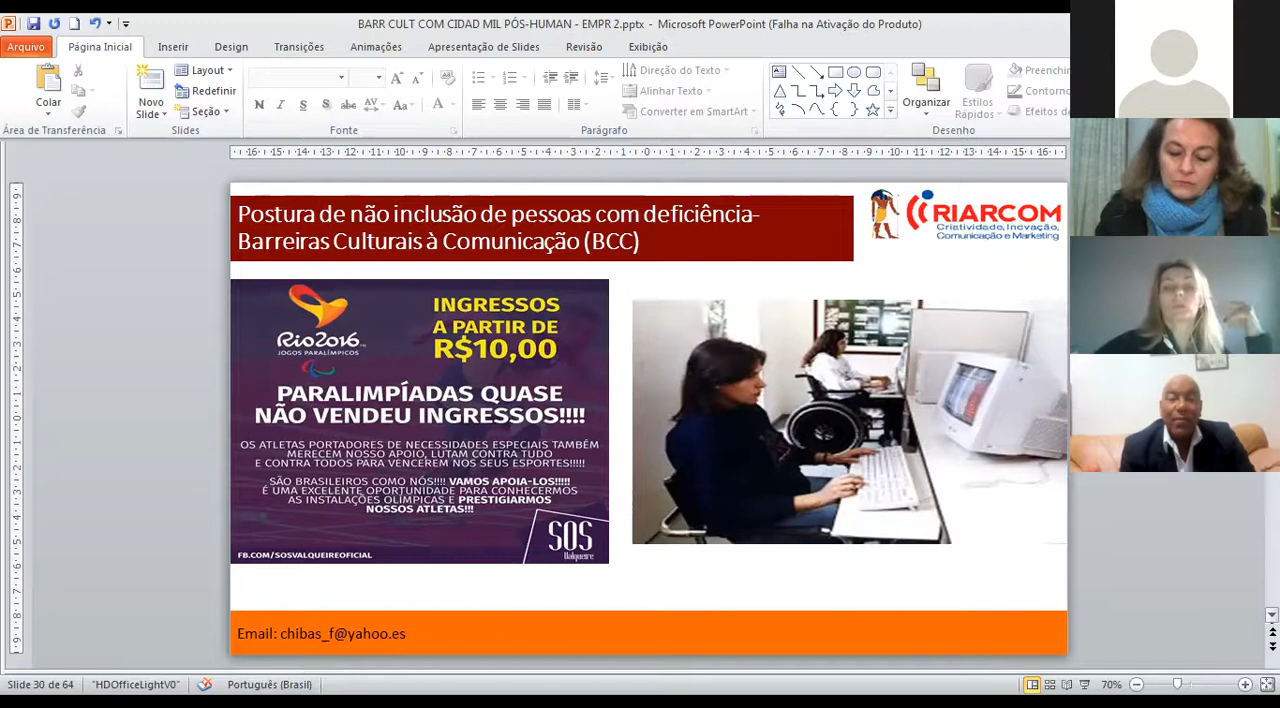 BARR CULT COM CIDAD MIL PÓS-HUMAN - EMPR 2.pptx - Microsoft PowerPoint (Falha na Ativação do Produto)
Arquivo
Página Inicial
Inserir
Design
Transições
Animações
Apresentação de Slides
Revisão
Exibição
Colar
Novo
Slide
Layout
Redefinir
Seção
Direção do Texto
Alinhar Texto
Converter em SmartArt
Organizar
Estilos
Rápidos
Preenchir
Contorno
Efeitos de
Área de Transferência
Slides
Fonte
Parágrafo
Desenho
Postura de não inclusão de pessoas com deficiência-
Barreiras Culturais à Comunicação (BCC)
CRIARCOM
Criatividade, Inovação,
Comunicação e Marketing
Rio2016
JOGOS PARALÍMPICOS
INGRESSOS
A PARTIR DE
R$10,00
PARALIMPÍADAS QUASE
NÃO VENDEU INGRESSOS!!!!
OS ATLETAS PORTADORES DE NECESSIDADES ESPECIAIS TAMBÉM
MERECEM NOSSO APOIO, LUTAM CONTRA TUDO
E CONTRA TODOS PARA VENCEREM NOS SEUS ESPORTES!!!!!
SÃO BRASILEIROS COMO NÓS!!!! VAMOS APOIA-LOS!!!!!
É UMA EXCELENTE OPORTUNIDADE PARA CONHECERMOS
AS INSTALAÇÕES OLÍMPICAS E PRESTIGIARMOS
NOSSOS ATLETAS!!!
SOS
Valqueire
FB.COM/SOSVALQUEIREOFICIAL
Email: chibas_f@yahoo.es
Slide 30 de 64
"HDOfficeLightV0"
Português (Brasil)
70%